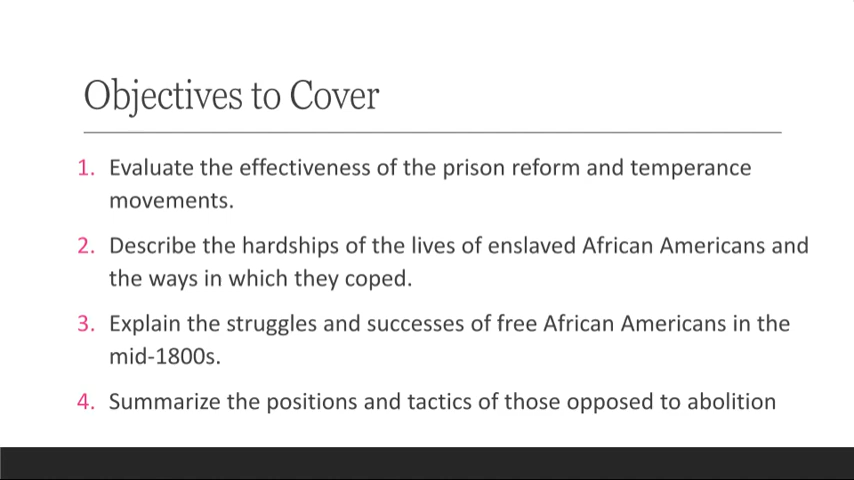 Objectives to Cover
1. Evaluate the effectiveness of the prison reform and temperance
movements.
2. Describe the hardships of the lives of enslaved African Americans and
the ways in which they coped.
3. Explain the struggles and successes of free African Americans in the
mid-1800s.
4. Summarize the positions and tactics of those opposed to abolition